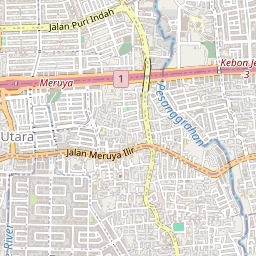 Jalan Puri Indah
Kebon Je
3
Meruya
1
Pesanggrahan
Utara
Jalan Meruya Ilir
River